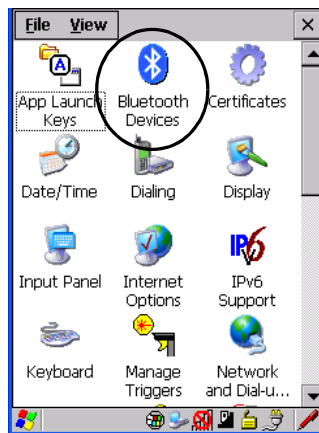 File View
App Launch Keys
Bluetooth Devices
Certificates
Date/Time
Dialing
Display
Input Panel
Internet Options
IPv6
IPv6 Support
Keyboard
Manage Triggers
Network and Dial-u...